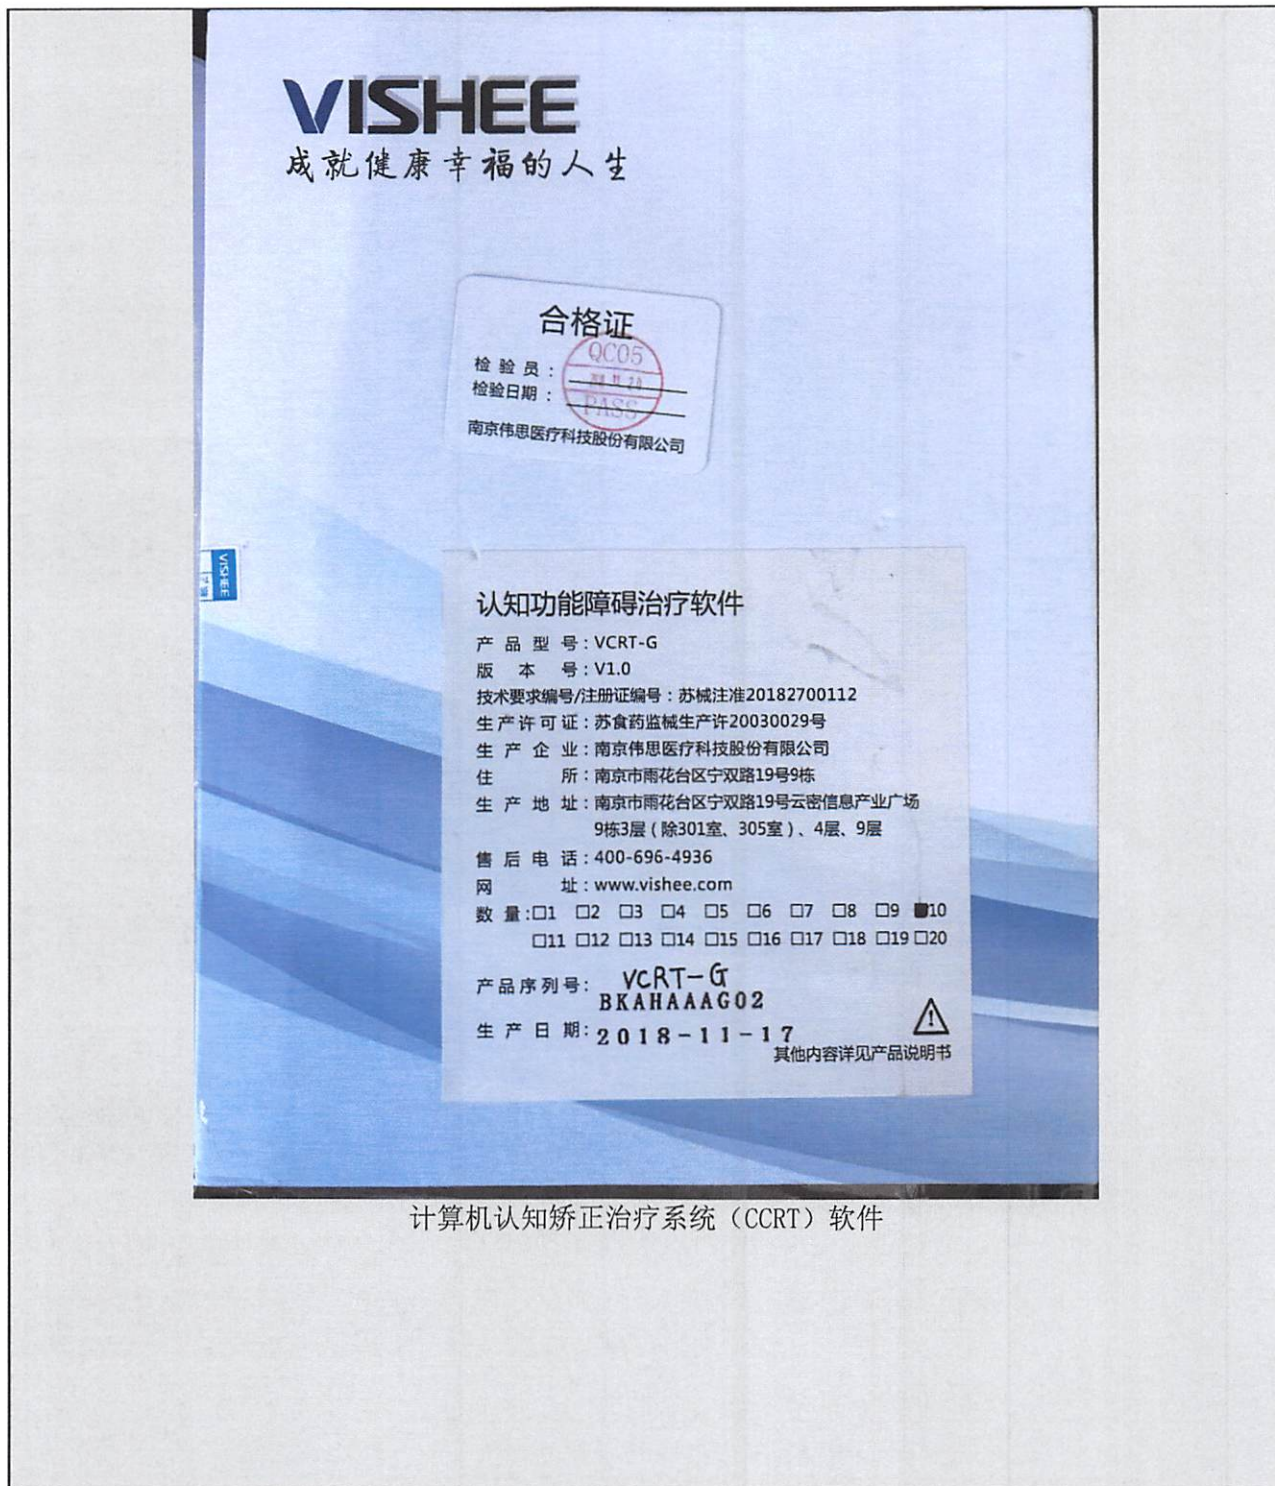 VISHEE
成就健康幸福的人生
合格证
检验员：
QC05
检验日期：
PASS
南京伟思医疗科技股份有限公司
VISHEE
认知功能障碍治疗软件
产品型号：VCRT-G
版本号：V1.0
技术要求编号/注册证编号：苏械注准20182700112
生产许可证：苏食药监械生产许20030029号
生产企业：南京伟思医疗科技股份有限公司
住所：南京市雨花台区宁双路19号9栋
生产地址：南京市雨花台区宁双路19号云密信息产业广场
9栋3层（除301室、305室）、4层、9层
售后电话：400-696-4936
网址：www.vishee.com
数量:□1 □2 □3 □4 □5 □6 □7 □8 □9 ■10
□11 □12 □13 □14 □15 □16 □17 □18 □19 □20
产品序列号: VCRT-G
BKAHAAAG02
生产日期: 2018-11-17
其他内容详见产品说明书
计算机认知矫正治疗系统（CCRT）软件